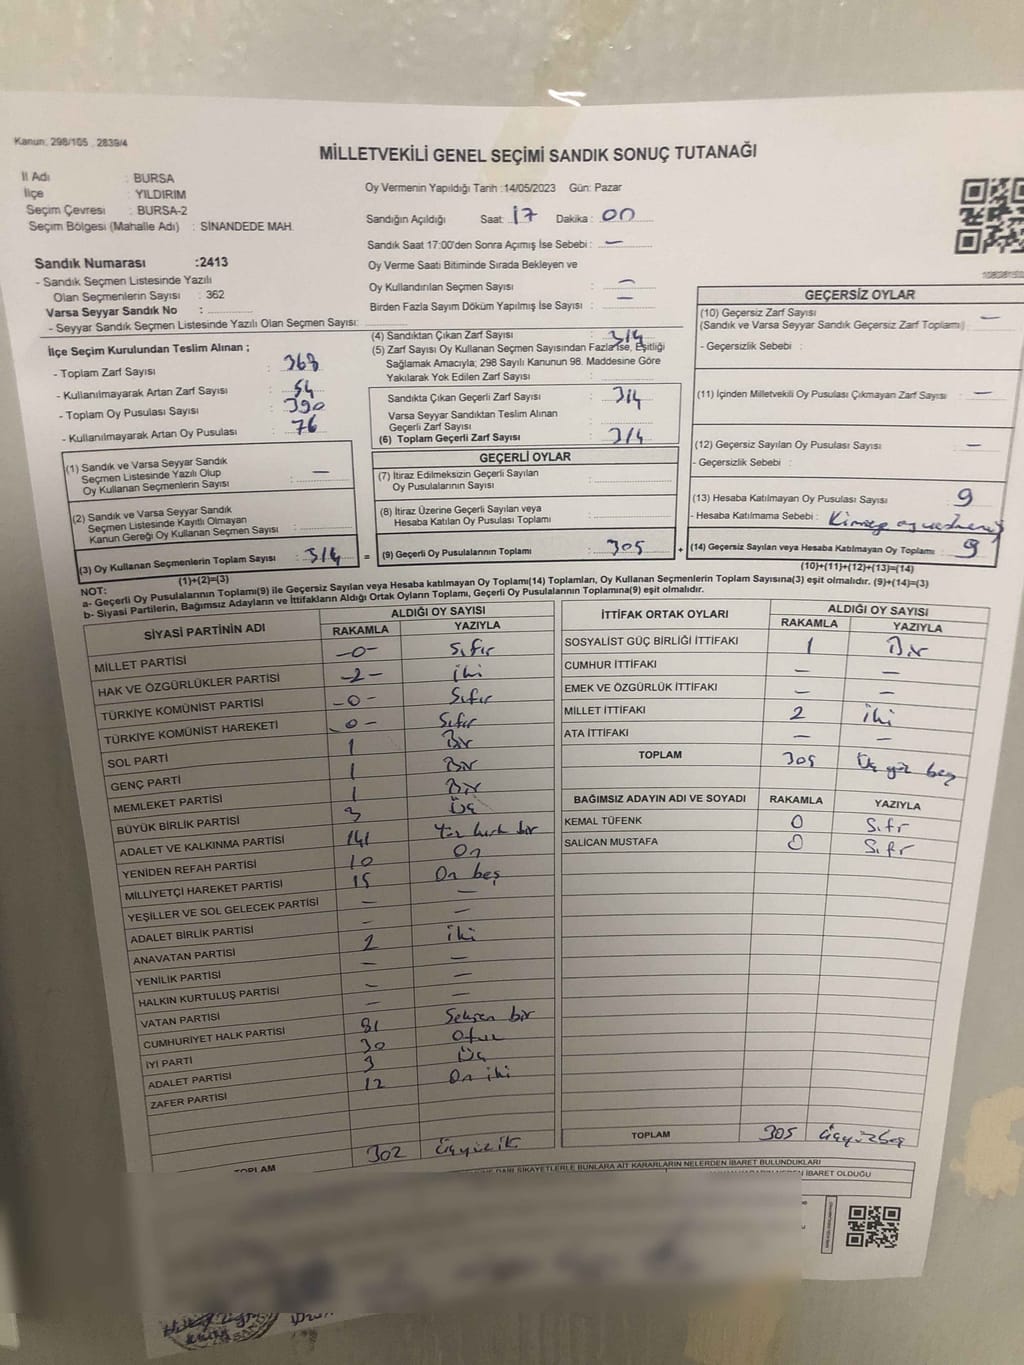 Kanun. 298/105 , 2839/4
MİLLETVEKİLİ GENEL SEÇİMİ SANDIK SONUÇ TUTANAĞI
İl Adı : BURSA
İlçe : YILDIRIM
Seçim Çevresi : BURSA-2
Seçim Bölgesi (Mahalle Adı) : SİNANDEDE MAH.
Oy Vermenin Yapıldığı Tarih :14/05/2023 Gün: Pazar
Sandığın Açıldığı Saat: 17 Dakika : 00
Sandık Saat 17:00'den Sonra Açımış İse Sebebi : —
Oy Verme Saati Bitiminde Sırada Bekleyen ve
Oy Kullandırılan Seçmen Sayısı : —
Birden Fazla Sayım Döküm Yapılmış İse Sayısı : —
Sandık Numarası :2413
- Sandık Seçmen Listesinde Yazılı
Olan Seçmenlerin Sayısı : 362
Varsa Seyyar Sandık No :
- Seyyar Sandık Seçmen Listesinde Yazılı Olan Seçmen Sayısı:
İlçe Seçim Kurulundan Teslim Alınan ;
- Toplam Zarf Sayısı : 368
- Kullanılmayarak Artan Zarf Sayısı : 54
- Toplam Oy Pusulası Sayısı : 390
- Kullanılmayarak Artan Oy Pusulası : 76
(1) Sandık ve Varsa Seyyar Sandık
Seçmen Listesinde Yazılı Olup
Oy Kullanan Seçmenlerin Sayısı : —
(2) Sandık ve Varsa Seyyar Sandık
Seçmen Listesinde Kayıtlı Olmayan
Kanun Gereği Oy Kullanan Seçmen Sayısı :
(3) Oy Kullanan Seçmenlerin Toplam Sayısı : 314
(1)+(2)=(3)
(4) Sandıktan Çıkan Zarf Sayısı : 314
(5) Zarf Sayısı Oy Kullanan Seçmen Sayısından Fazla İse, Eşitliği
Sağlamak Amacıyla; 298 Sayılı Kanunun 98. Maddesine Göre
Yakılarak Yok Edilen Zarf Sayısı :
Sandıkta Çıkan Geçerli Zarf Sayısı : 314
Varsa Seyyar Sandıktan Teslim Alınan
Geçerli Zarf Sayısı :
(6) Toplam Geçerli Zarf Sayısı : 314
GEÇERLİ OYLAR
(7) İtiraz Edilmeksizin Geçerli Sayılan
Oy Pusulalarının Sayısı :
(8) İtiraz Üzerine Geçerli Sayılan veya
Hesaba Katılan Oy Pusulası Toplamı :
= (9) Geçerli Oy Pusulalarının Toplamı : 305 +
GEÇERSİZ OYLAR
(10) Geçersiz Zarf Sayısı
(Sandık ve Varsa Seyyar Sandık Geçersiz Zarf Toplamı) : —
- Geçersizlik Sebebi :
(11) İçinden Milletvekili Oy Pusulası Çıkmayan Zarf Sayısı : —
(12) Geçersiz Sayılan Oy Pusulası Sayısı : —
- Geçersizlik Sebebi :
(13) Hesaba Katılmayan Oy Pusulası Sayısı : 9
- Hesaba Katılmama Sebebi :
(14) Geçersiz Sayılan veya Hesaba Katılmayan Oy Toplamı : 9
(10)+(11)+(12)+(13)=(14)
NOT:
a- Geçerli Oy Pusulalarının Toplamı(9) ile Geçersiz Sayılan veya Hesaba katılmayan Oy Toplamı(14) Toplamları, Oy Kullanan Seçmenlerin Toplam Sayısına(3) eşit olmalıdır. (9)+(14)=(3)
b- Siyasi Partilerin, Bağımsız Adayların ve İttifakların Aldığı Ortak Oyların Toplamı, Geçerli Oy Pusulalarının Toplamına(9) eşit olmalıdır.
SİYASİ PARTİNİN ADI ALDIĞI OY SAYISI
RAKAMLA YAZIYLA
MİLLET PARTİSİ -0- Sıfır
HAK VE ÖZGÜRLÜKLER PARTİSİ -2- iki
TÜRKİYE KOMÜNİST PARTİSİ -0- Sıfır
TÜRKİYE KOMÜNİST HAREKETİ -0- Sıfır
SOL PARTİ 1 Bir
GENÇ PARTİ 1 Bir
MEMLEKET PARTİSİ 1 Bir
BÜYÜK BİRLİK PARTİSİ 3 Üç
ADALET VE KALKINMA PARTİSİ 141 Yüz kırk bir
YENİDEN REFAH PARTİSİ 10 On
MİLLİYETÇİ HAREKET PARTİSİ 15 On beş
YEŞİLLER VE SOL GELECEK PARTİSİ — —
ADALET BİRLİK PARTİSİ — —
ANAVATAN PARTİSİ 2 iki
YENİLİK PARTİSİ — —
HALKIN KURTULUŞ PARTİSİ — —
VATAN PARTİSİ — —
CUMHURİYET HALK PARTİSİ 81 Seksen bir
İYİ PARTİ 30 Otuz
ADALET PARTİSİ 3 Üç
ZAFER PARTİSİ 12 On iki
TOPLAM 302
İTTİFAK ORTAK OYLARI ALDIĞI OY SAYISI
RAKAMLA YAZIYLA
SOSYALİST GÜÇ BİRLİĞİ İTTİFAKI 1 Bir
CUMHUR İTTİFAKI — —
EMEK VE ÖZGÜRLÜK İTTİFAKI — —
MİLLET İTTİFAKI 2 iki
ATA İTTİFAKI — —
TOPLAM 305 Üç yüz beş
BAĞIMSIZ ADAYIN ADI VE SOYADI RAKAMLA YAZIYLA
KEMAL TÜFENK 0 Sıfır
SALİCAN MUSTAFA 0 Sıfır
TOPLAM 305 Üçyüzbeş
ŞİKAYETLERLE BUNLARA AİT KARARLARIN NELERDEN İBARET BULUNDUKLARI
İBARET OLDUĞU